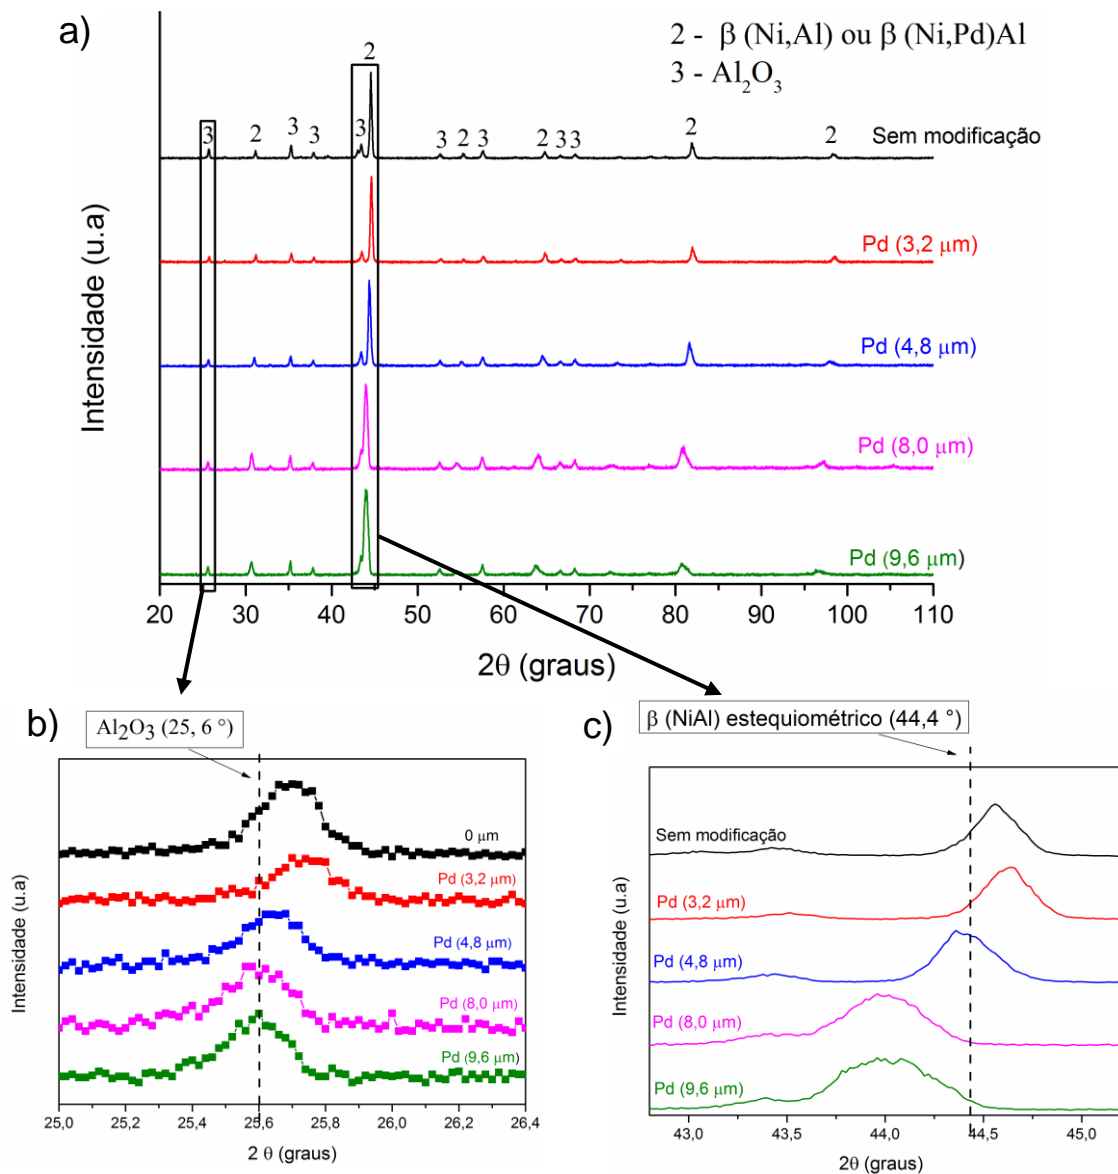 a)
2 - β (Ni,Al) ou β (Ni,Pd)Al
3 - Al₂O₃
2
3 2 3 3 3 3 2 3 2 3 3 2 2
Sem modificação
Pd (3,2 μm)
Pd (4,8 μm)
Pd (8,0 μm)
Pd (9,6 μm)
Intensidade (u.a)
20 30 40 50 60 70 80 90 100 110
2θ (graus)
b)
Al₂O₃ (25, 6 °)
0 μm
Pd (3,2 μm)
Pd (4,8 μm)
Pd (8,0 μm)
Pd (9,6 μm)
Intensidade (u.a)
25,0 25,2 25,4 25,6 25,8 26,0 26,2 26,4
2 θ (graus)
c)
β (NiAl) estequiométrico (44,4 °)
Sem modificação
Pd (3,2 μm)
Pd (4,8 μm)
Pd (8,0 μm)
Pd (9,6 μm)
Intensidade (u.a)
43,0 43,5 44,0 44,5 45,0
2θ (graus)